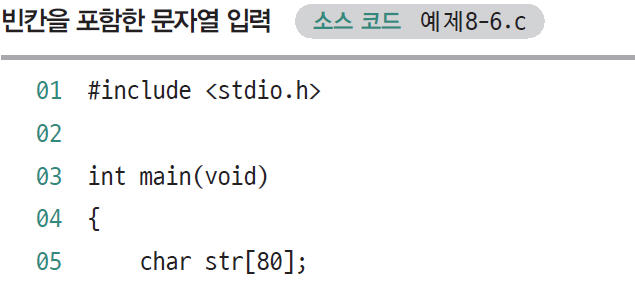 빈칸을 포함한 문자열 입력 소스 코드 예제8-6.c
01 #include <stdio.h>
02
03 int main(void)
04 {
05     char str[80];